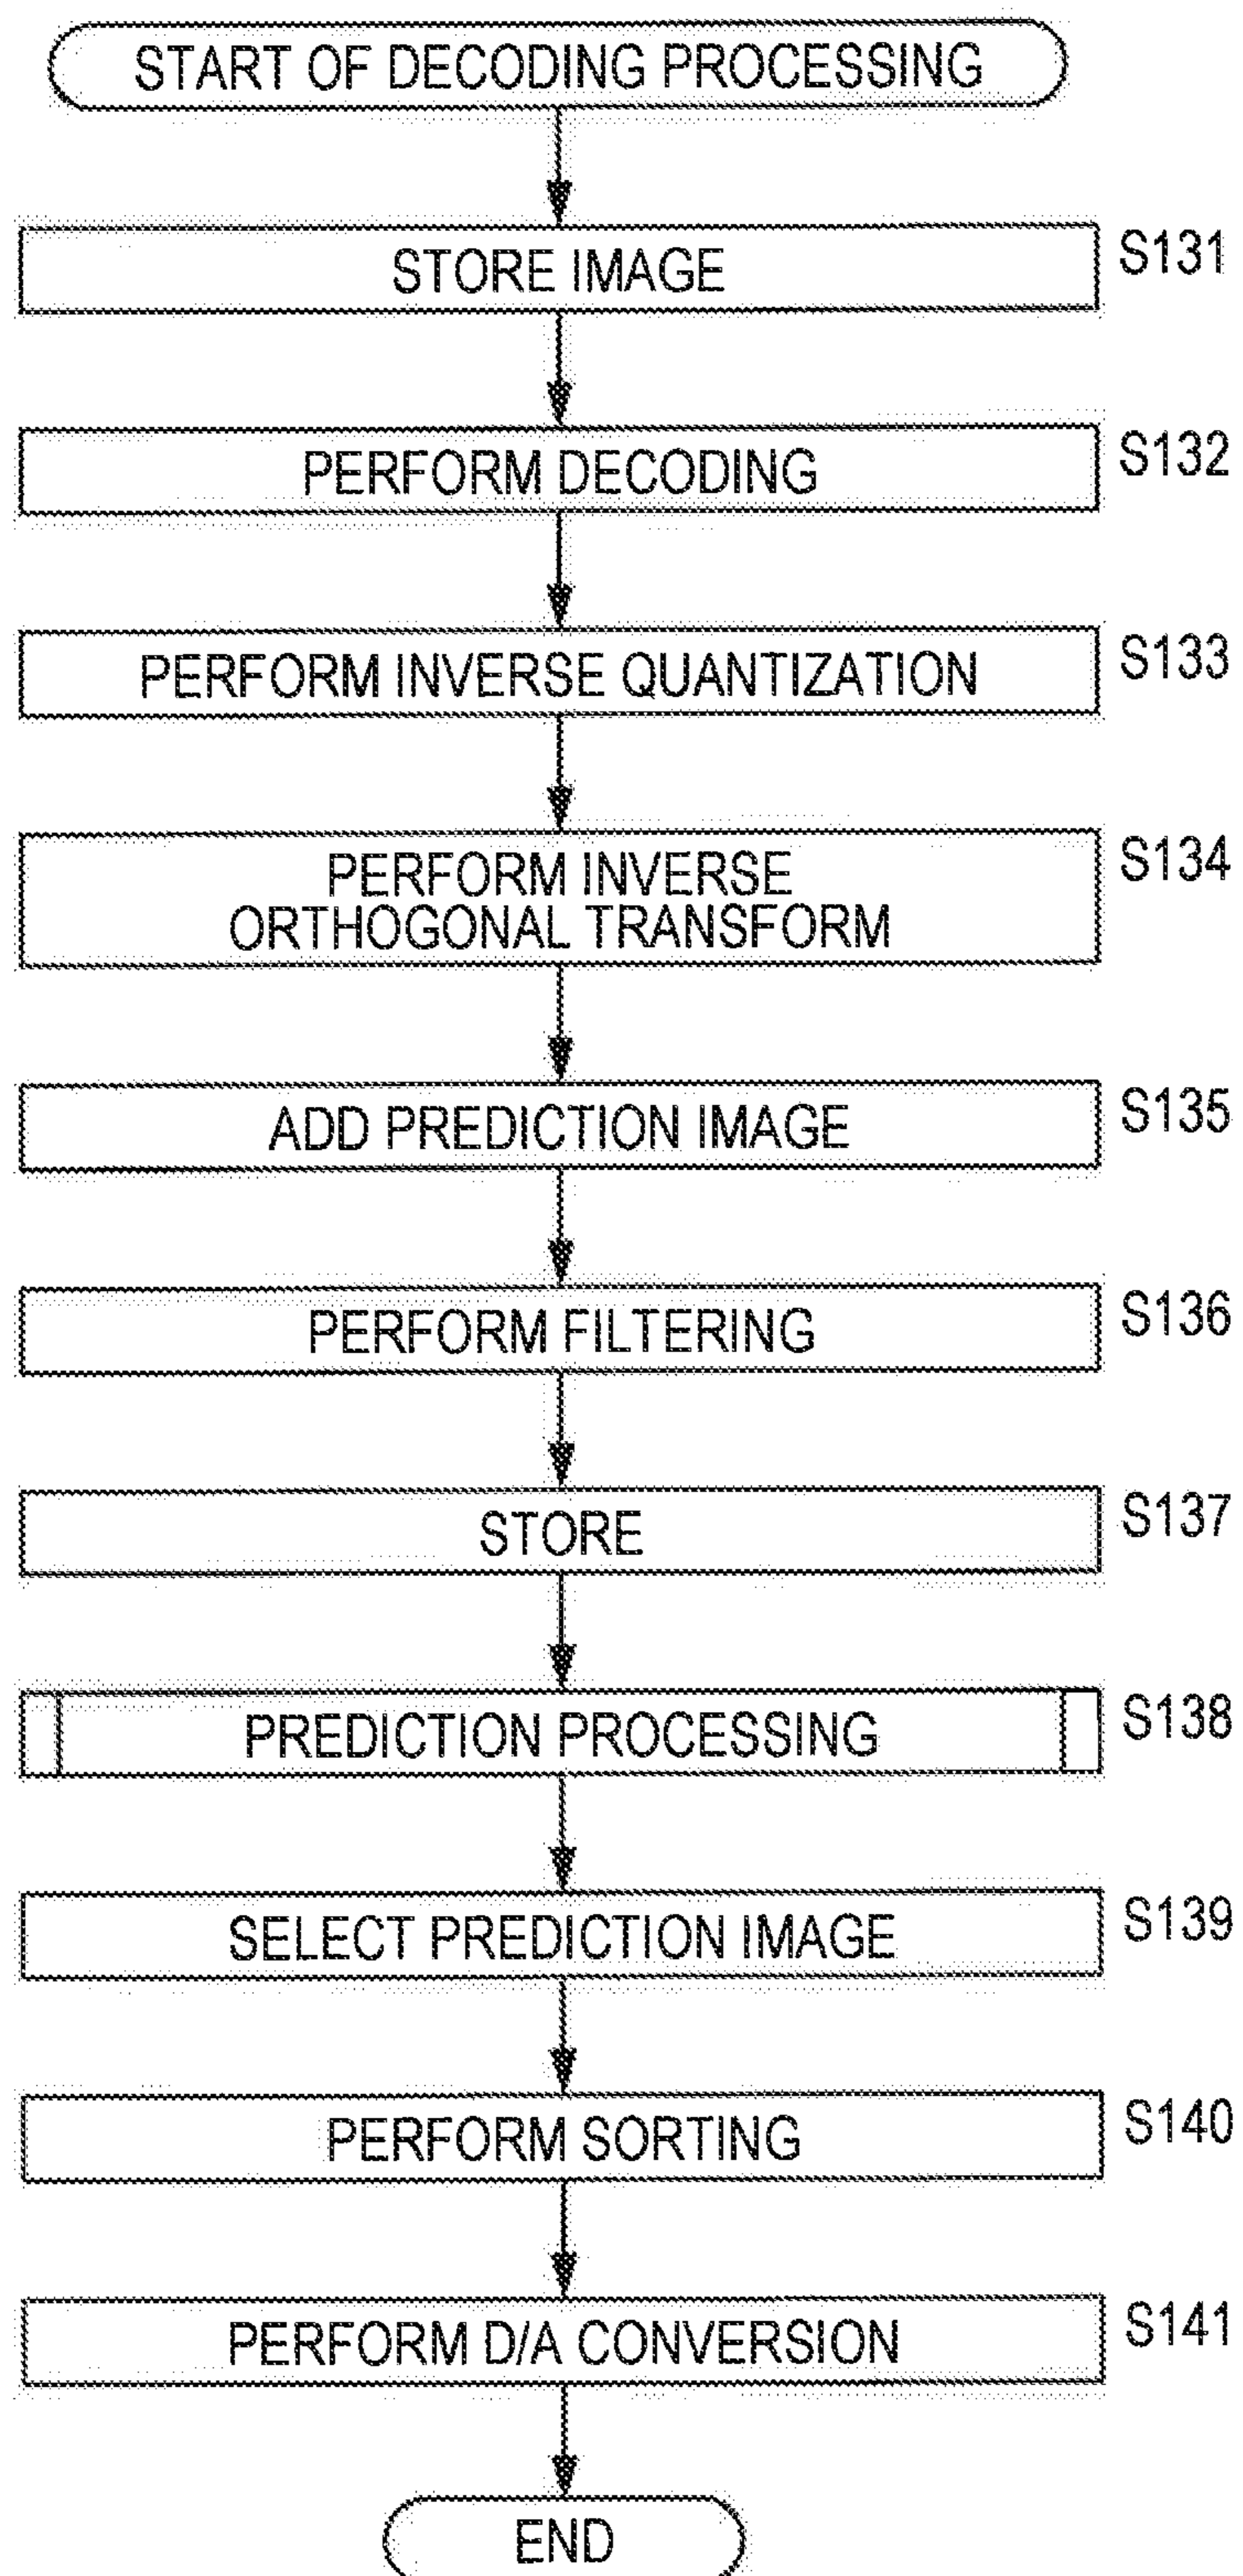 START OF DECODING PROCESSING
STORE IMAGE
S131
PERFORM DECODING
S132
PERFORM INVERSE QUANTIZATION
S133
PERFORM INVERSE
ORTHOGONAL TRANSFORM
S134
ADD PREDICTION IMAGE
S135
PERFORM FILTERING
S136
STORE
S137
PREDICTION PROCESSING
S138
SELECT PREDICTION IMAGE
S139
PERFORM SORTING
S140
PERFORM D/A CONVERSION
S141
END